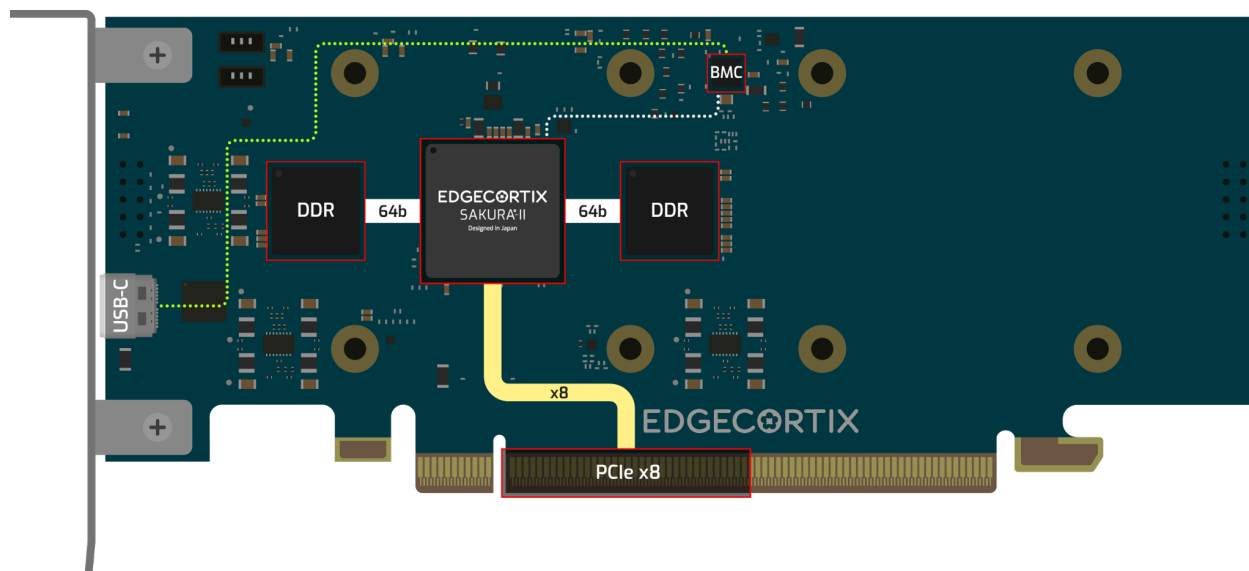 BMC
DDR
64b
EDGECORTIX
SAKURA-II
Designed in Japan
64b
DDR
USB-C
x8
EDGECORTIX
PCIe x8